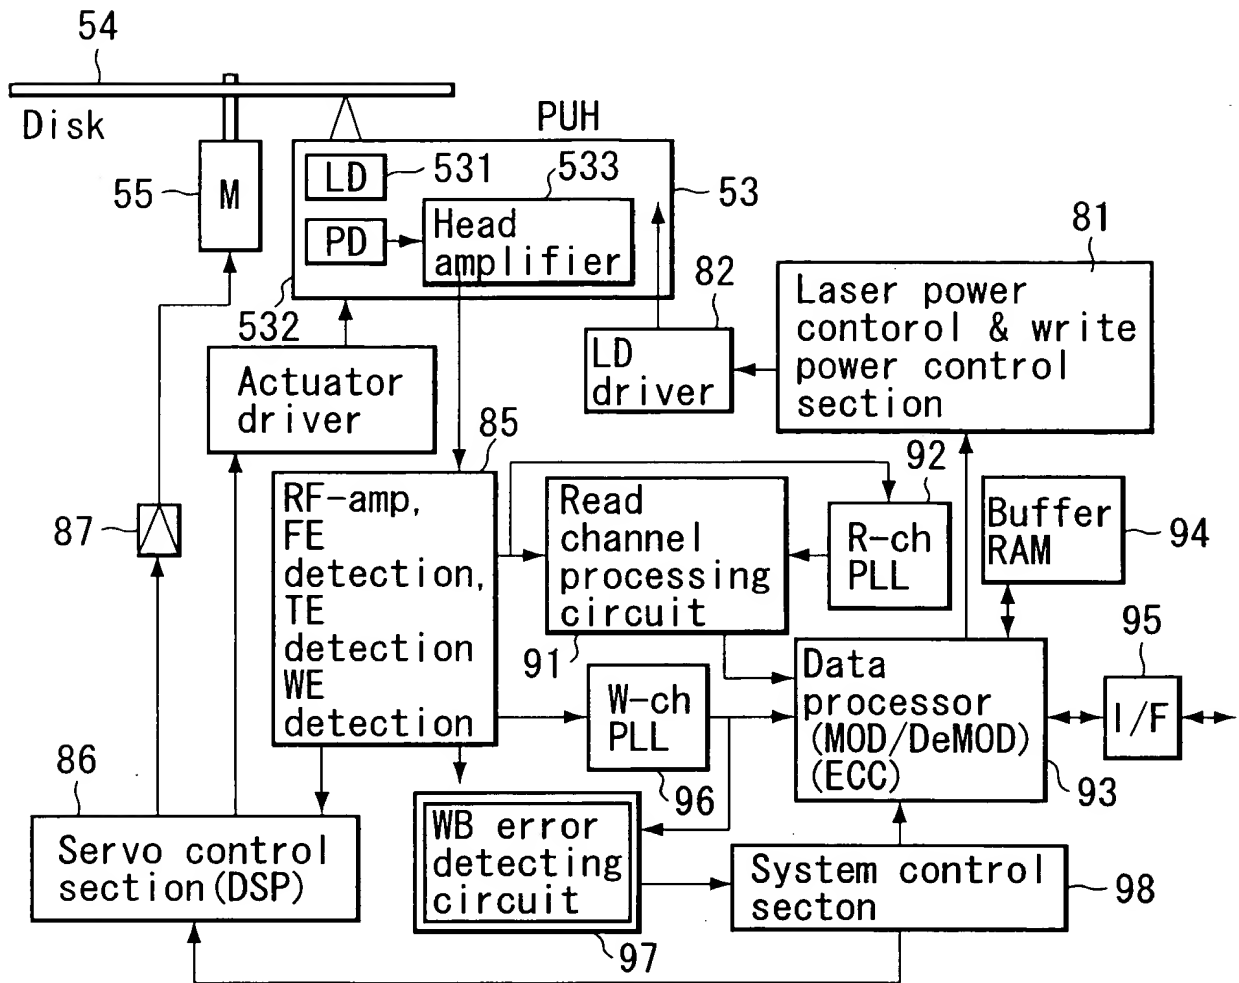 54
Disk
PUH
55
M
LD
531
533
53
PD
Head
amplifier
532
82
81
Laser power
contorol & write
power control
section
LD
driver
Actuator
driver
85
92
87
RF-amp,
FE
detection,
TE
detection
WE
detection
Read
channel
processing
circuit
R-ch
PLL
Buffer
RAM
94
91
W-ch
PLL
96
Data
processor
(MOD/DeMOD)
(ECC)
93
95
I/F
86
Servo control
section(DSP)
WB error
detecting
circuit
97
System control
secton
98